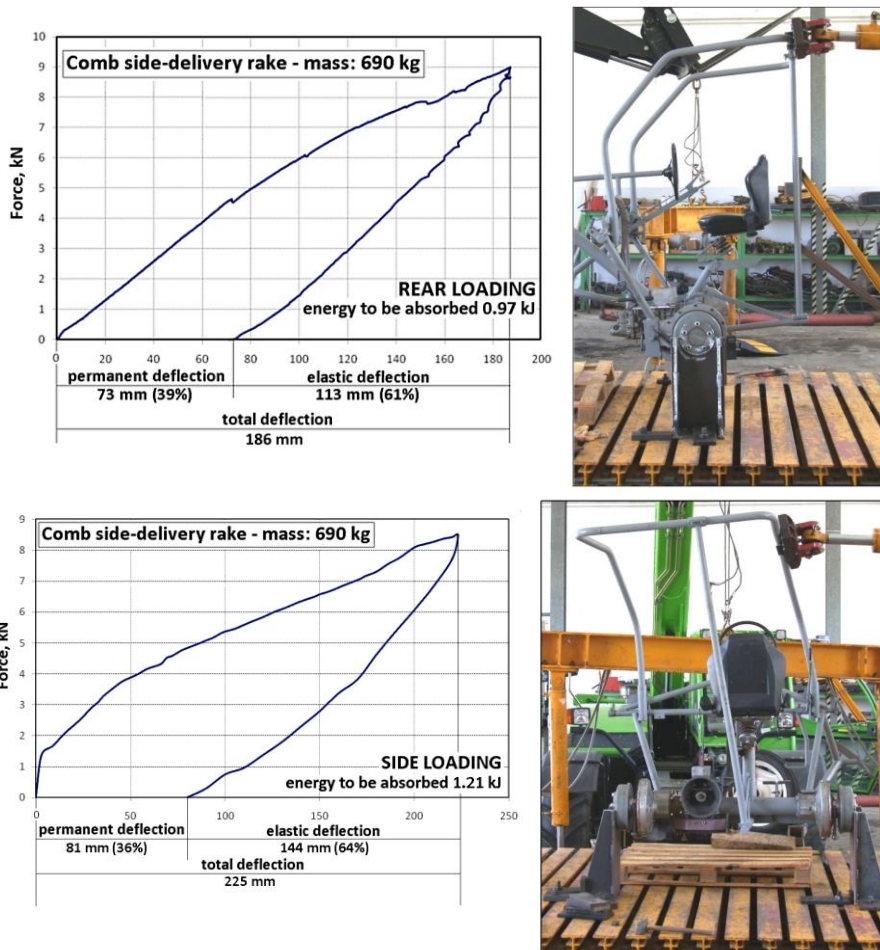 10
Comb side-delivery rake - mass: 690 kg
9
8
7
6
5
4
3
2
1
0
Force, kN
REAR LOADING
energy to be absorbed 0.97 kJ
0 20 40 60 80 100 120 140 160 180 200
permanent deflection elastic deflection
73 mm (39%) 113 mm (61%)
total deflection
186 mm
9
Comb side-delivery rake - mass: 690 kg
8
7
6
5
4
3
2
1
0
Force, kN
SIDE LOADING
energy to be absorbed 1.21 kJ
0 50 100 150 200 250
permanent deflection elastic deflection
81 mm (36%) 144 mm (64%)
total deflection
225 mm